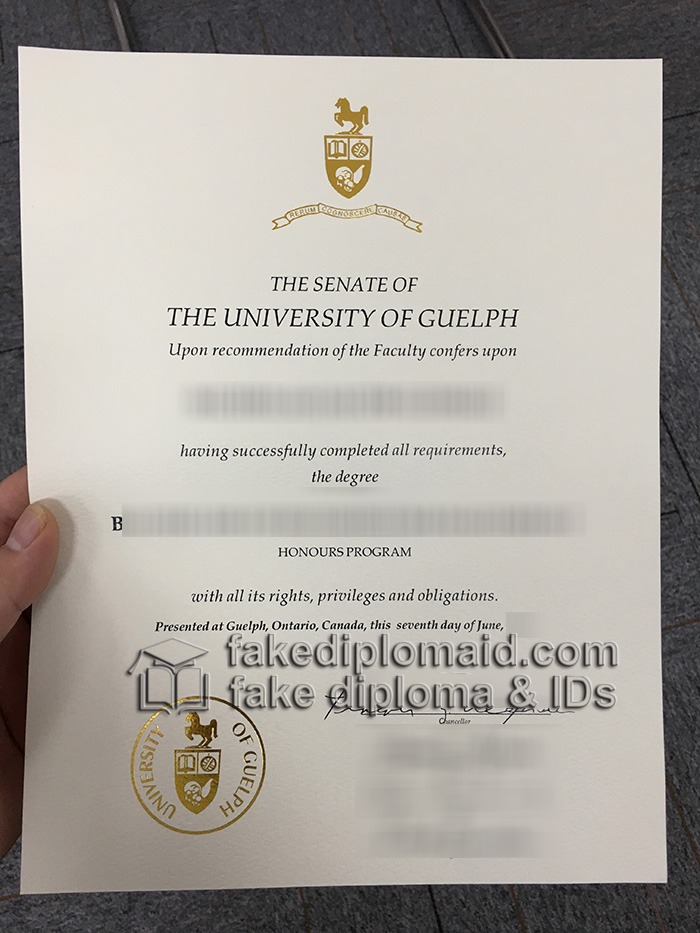 RERUM COGNOSCERE CAUSAS
THE SENATE OF
THE UNIVERSITY OF GUELPH
Upon recommendation of the Faculty confers upon
having successfully completed all requirements,
the degree
B
HONOURS PROGRAM
with all its rights, privileges and obligations.
Presented at Guelph, Ontario, Canada, this seventh day of June,
fakediplomaid.com
fake diploma & IDs
Chancellor
UNIVERSITY OF GUELPH